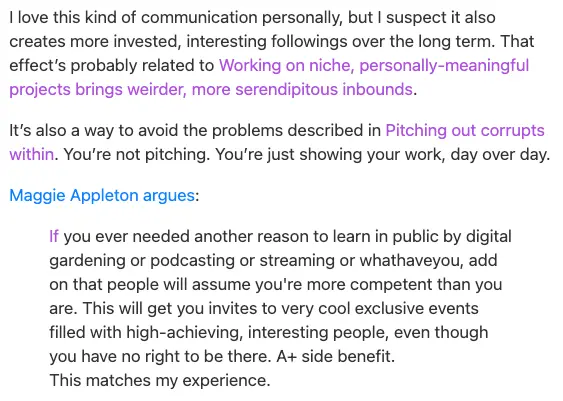 I love this kind of communication personally, but I suspect it also
creates more invested, interesting followings over the long term. That
effect’s probably related to Working on niche, personally-meaningful
projects brings weirder, more serendipitous inbounds.
It’s also a way to avoid the problems described in Pitching out corrupts
within. You’re not pitching. You’re just showing your work, day over day.
Maggie Appleton argues:
If you ever needed another reason to learn in public by digital
gardening or podcasting or streaming or whathaveyou, add
on that people will assume you're more competent than you
are. This will get you invites to very cool exclusive events
filled with high-achieving, interesting people, even though
you have no right to be there. A+ side benefit.
This matches my experience.